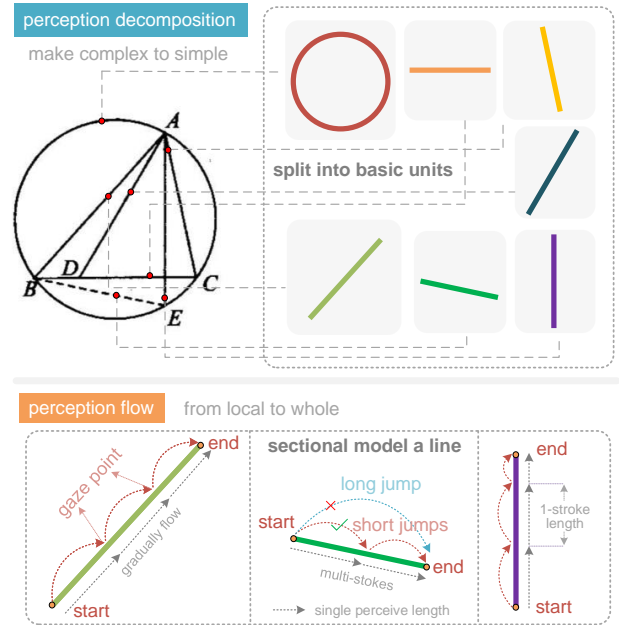 perception decomposition
make complex to simple
A
split into basic units
D
B
C
E
perception flow
from local to whole
end
gaze point
gradually flow
start
sectional model a line
long jump
start
short jumps
end
multi-stokes
single perceive length
end
1-stroke
length
start